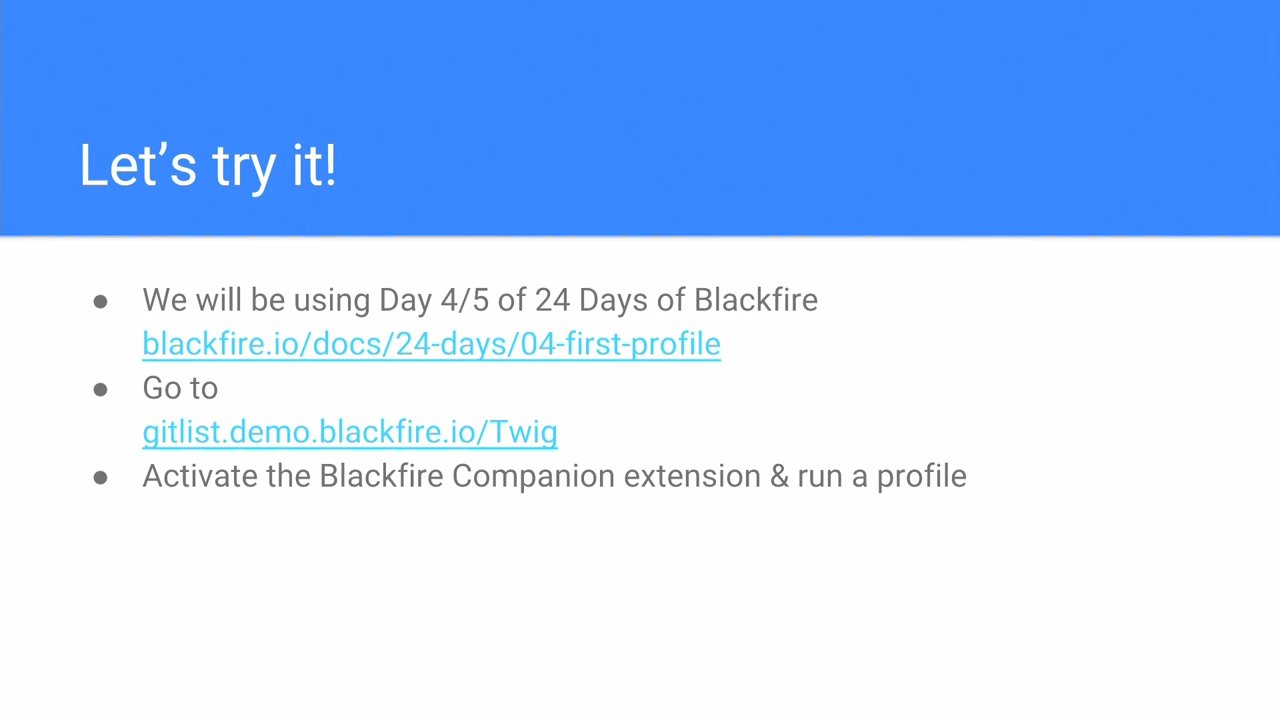 Let's try it!
● We will be using Day 4/5 of 24 Days of Blackfire
blackfire.io/docs/24-days/04-first-profile
● Go to
gitlist.demo.blackfire.io/Twig
● Activate the Blackfire Companion extension & run a profile